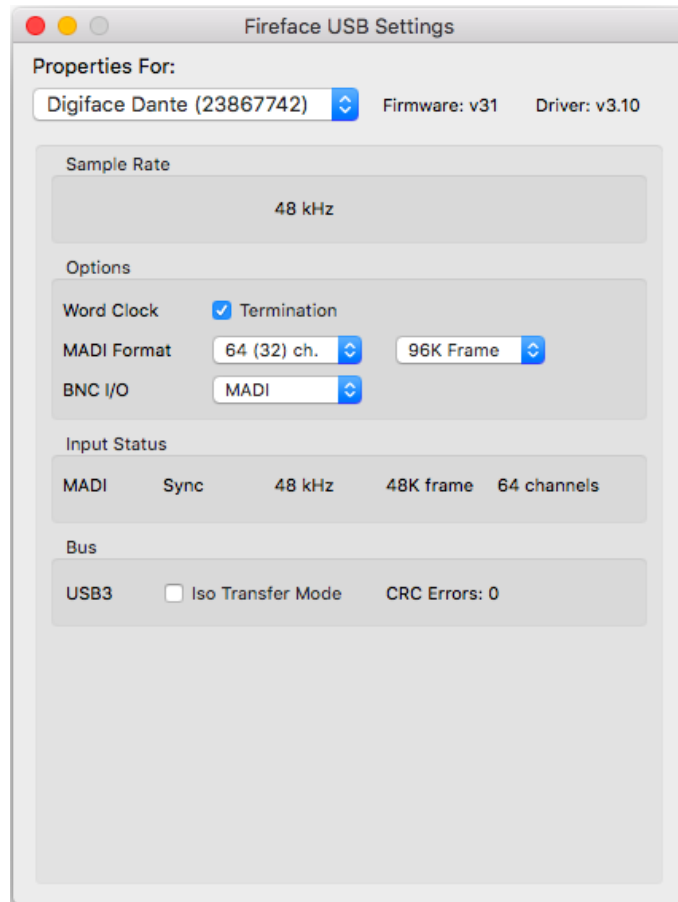 Fireface USB Settings
Properties For:
Digiface Dante (23867742) Firmware: v31 Driver: v3.10
Sample Rate
48 kHz
Options
Word Clock Termination
MADI Format 64 (32) ch. 96K Frame
BNC I/O MADI
Input Status
MADI Sync 48 kHz 48K frame 64 channels
Bus
USB3 Iso Transfer Mode CRC Errors: 0